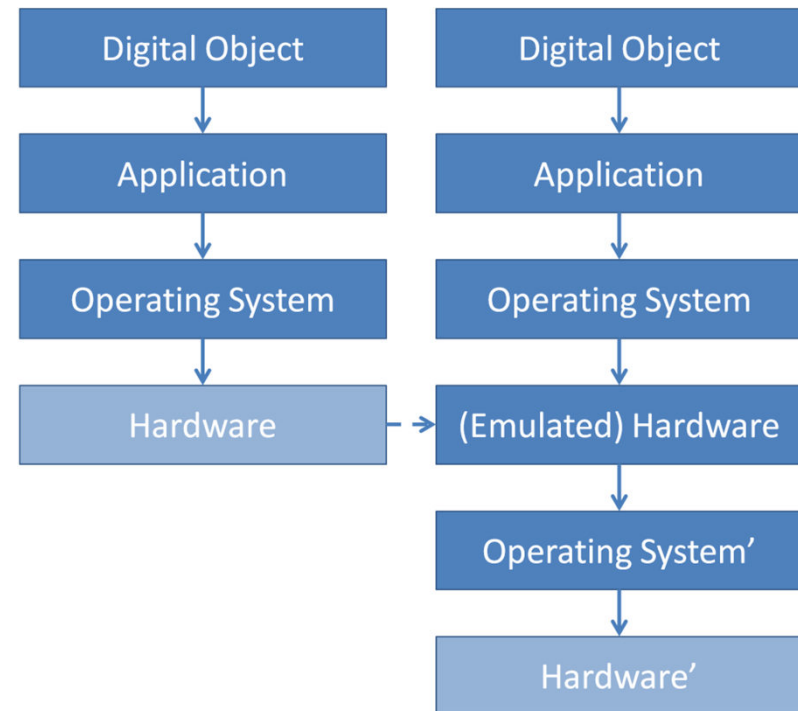 Digital Object
Application
Operating System
Hardware
Digital Object
Application
Operating System
(Emulated) Hardware
Operating System’
Hardware’